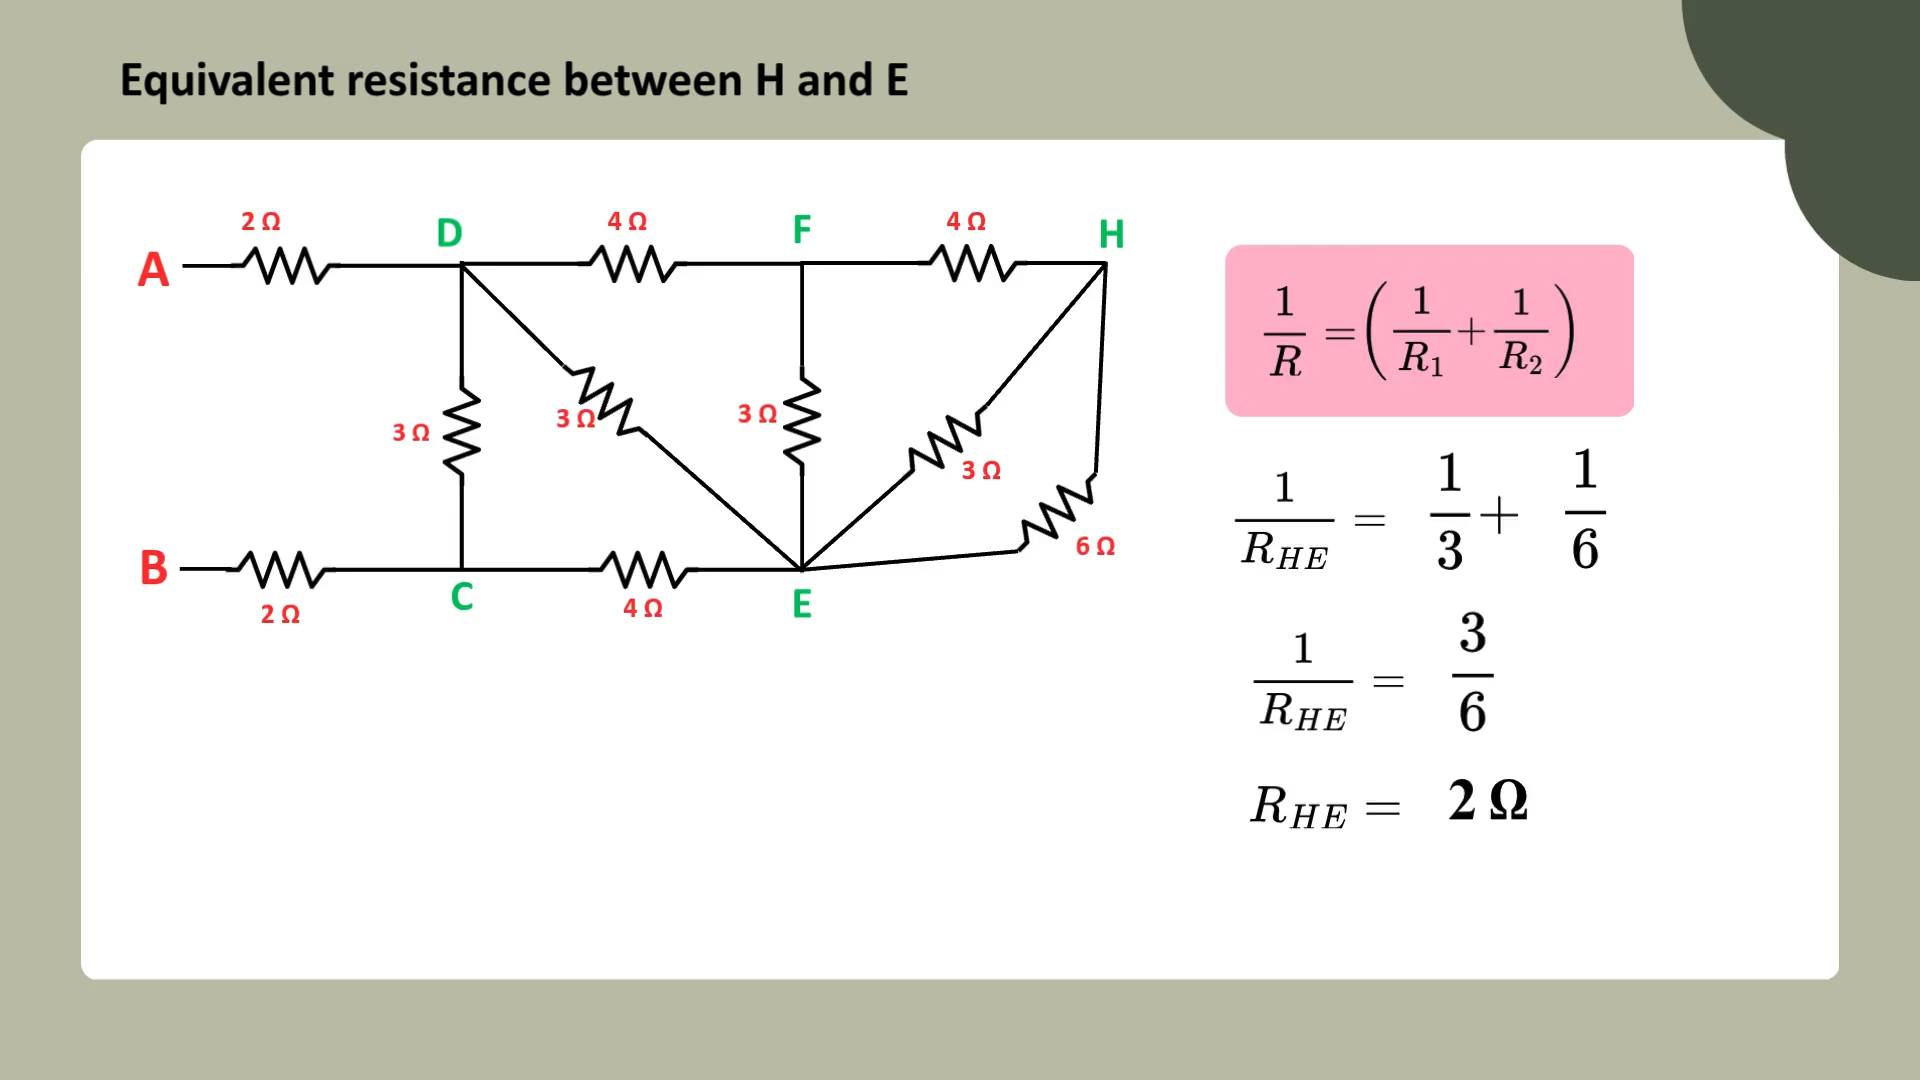 Equivalent resistance between H and E
2 Ω
D
4 Ω
F
4 Ω
H
A
3 Ω
3 Ω
3 Ω
3 Ω
6 Ω
B
2 Ω
C
4 Ω
E
1/R = (1/R₁ + 1/R₂)
1/R_HE = 1/3 + 1/6
1/R_HE = 3/6
R_HE = 2 Ω